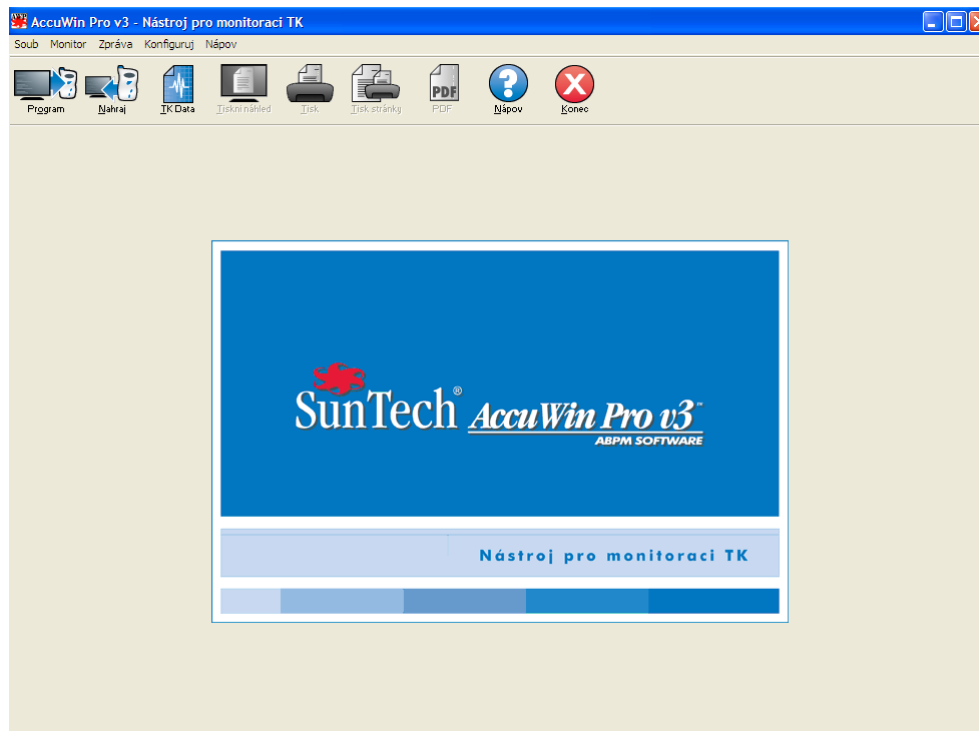 AccuWin Pro v3 - Nástroj pro monitoraci TK
Soub Monitor Zpráva Konfiguruj Nápov
PDF
Program Nahraj TK Data Tiskni náhled Tisk Tisk stránky PDF Nápov Konec
SunTech® AccuWin Pro v3™
ABPM SOFTWARE
Nástroj pro monitoraci TK